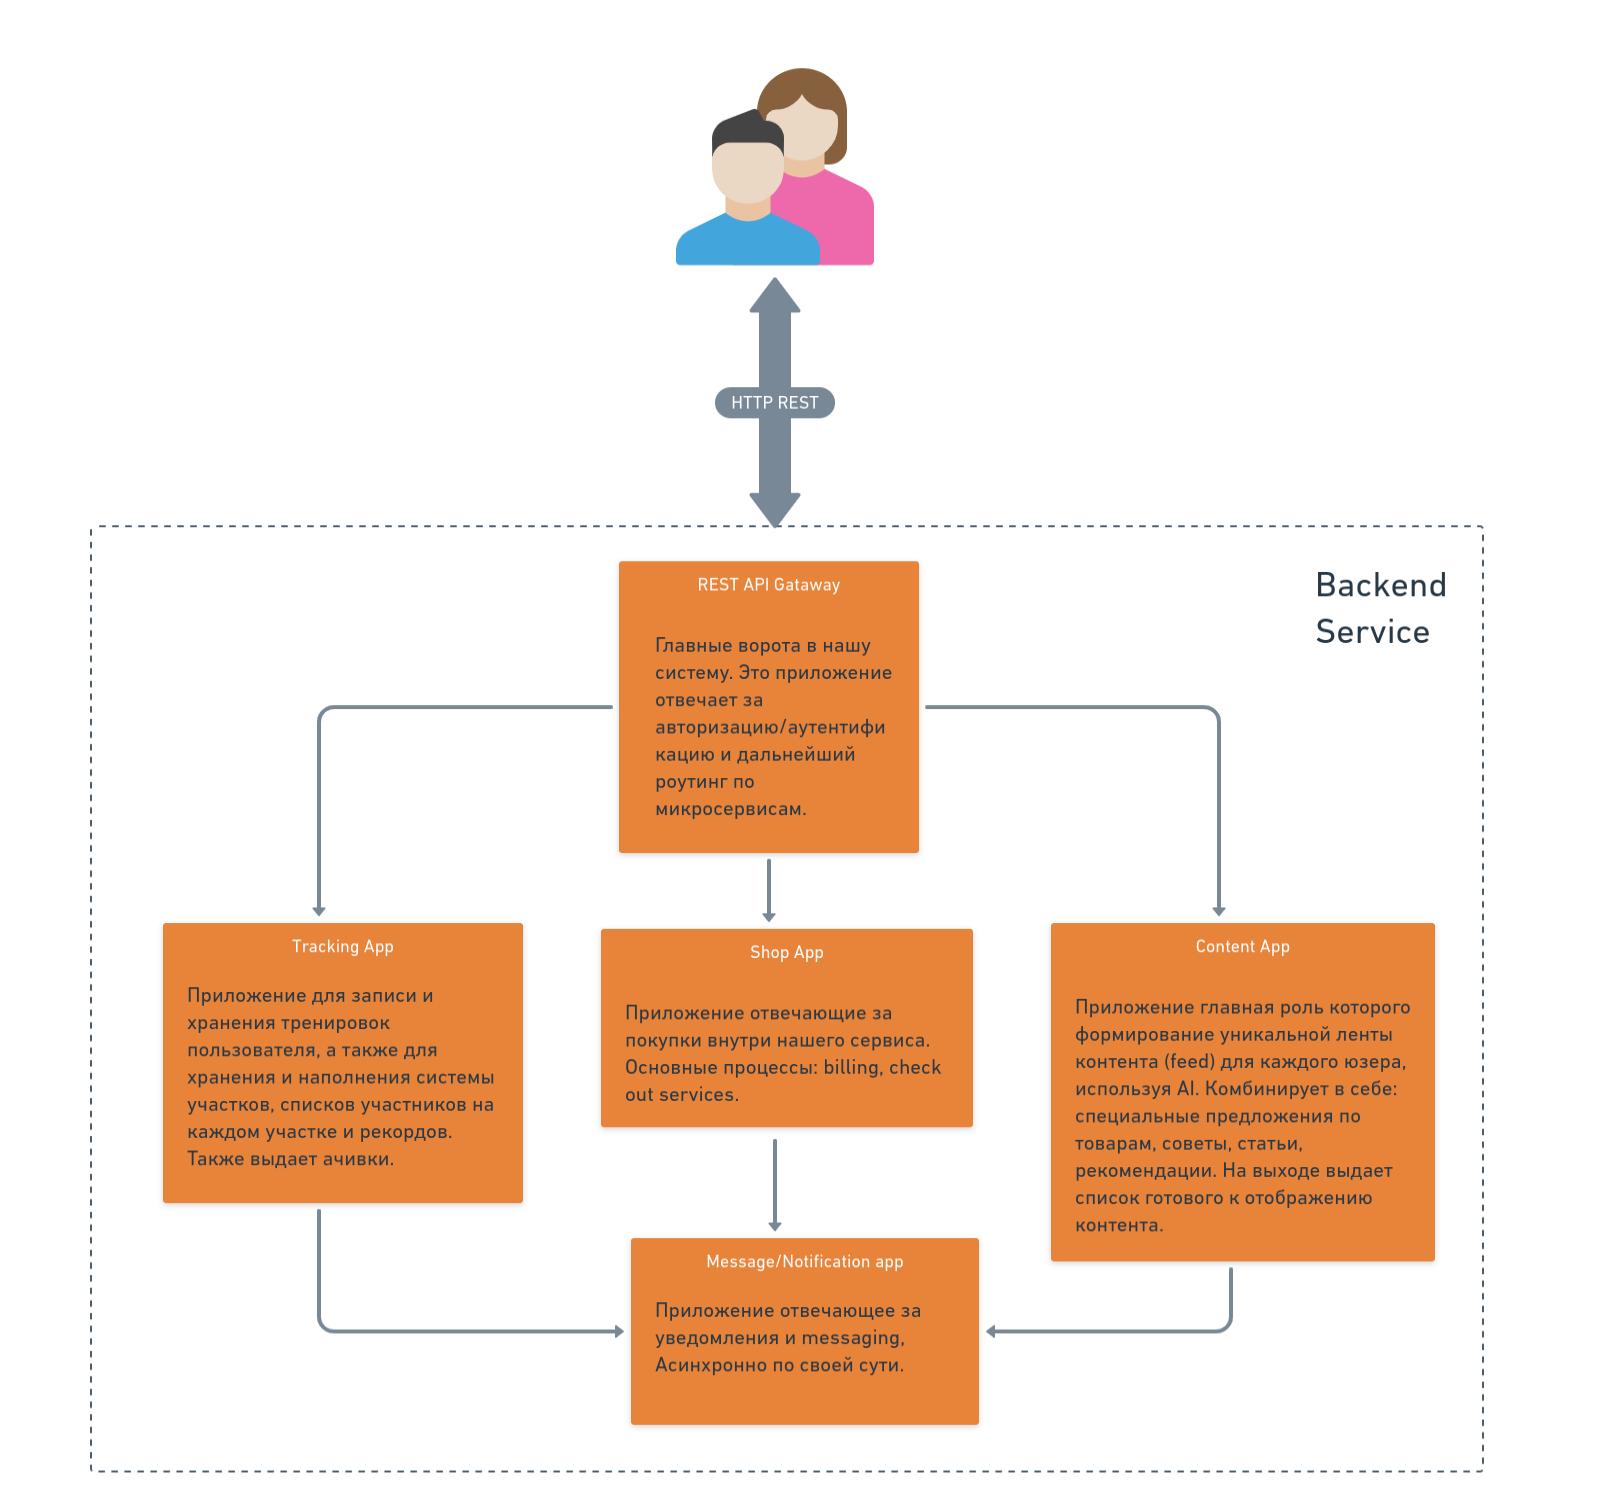 HTTP REST
Backend
Service
REST API Gataway
Главные ворота в нашу
систему. Это приложение
отвечает за
авторизацию/аутентифи
кацию и дальнейший
роутинг по
микросервисам.
Tracking App
Приложение для записи и
хранения тренировок
пользователя, а также для
хранения и наполнения системы
участков, списков участников на
каждом участке и рекордов.
Также выдает ачивки.
Shop App
Приложение отвечающие за
покупки внутри нашего сервиса.
Основные процессы: billing, check
out services.
Content App
Приложение главная роль которого
формирование уникальной ленты
контента (feed) для каждого юзера,
используя AI. Комбинирует в себе:
специальные предложения по
товарам, советы, статьи,
рекомендации. На выходе выдает
список готового к отображению
контента.
Message/Notification app
Приложение отвечающее за
уведомления и messaging,
Асинхронно по своей сути.